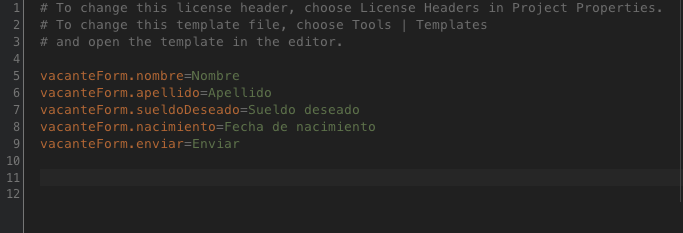 1 # To change this license header, choose License Headers in Project Properties.
2 # To change this template file, choose Tools | Templates
3 # and open the template in the editor.
4
5 vacanteForm.nombre=Nombre
6 vacanteForm.apellido=Apellido
7 vacanteForm.sueldoDeseado=Sueldo deseado
8 vacanteForm.nacimiento=Fecha de nacimiento
9 vacanteForm.enviar=Enviar
10
11
12